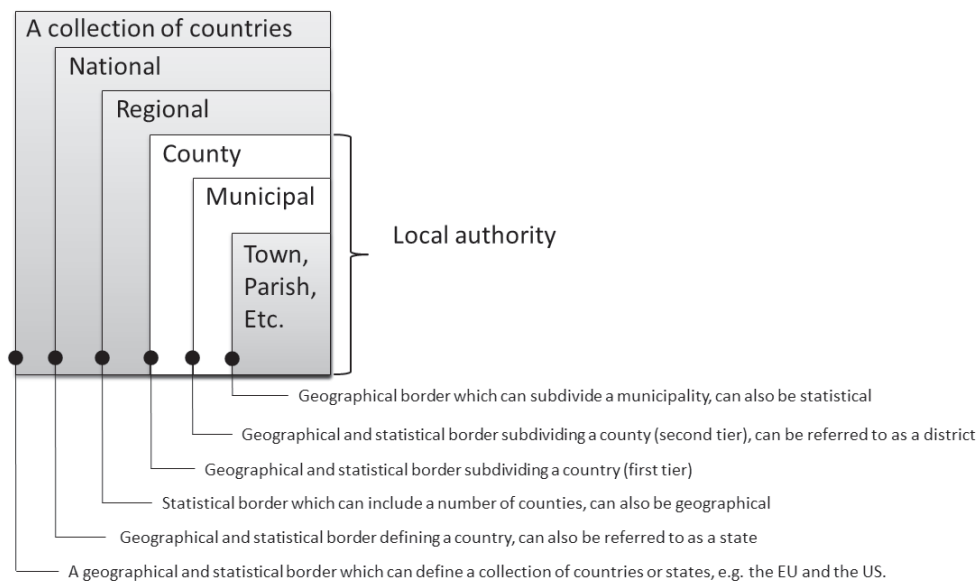 A collection of countries
National
Regional
County
Municipal
Town,
Parish,
Etc.
Local authority
Geographical border which can subdivide a municipality, can also be statistical
Geographical and statistical border subdividing a county (second tier), can be referred to as a district
Geographical and statistical border subdividing a country (first tier)
Statistical border which can include a number of counties, can also be geographical
Geographical and statistical border defining a country, can also be referred to as a state
A geographical and statistical border which can define a collection of countries or states, e.g. the EU and the US.